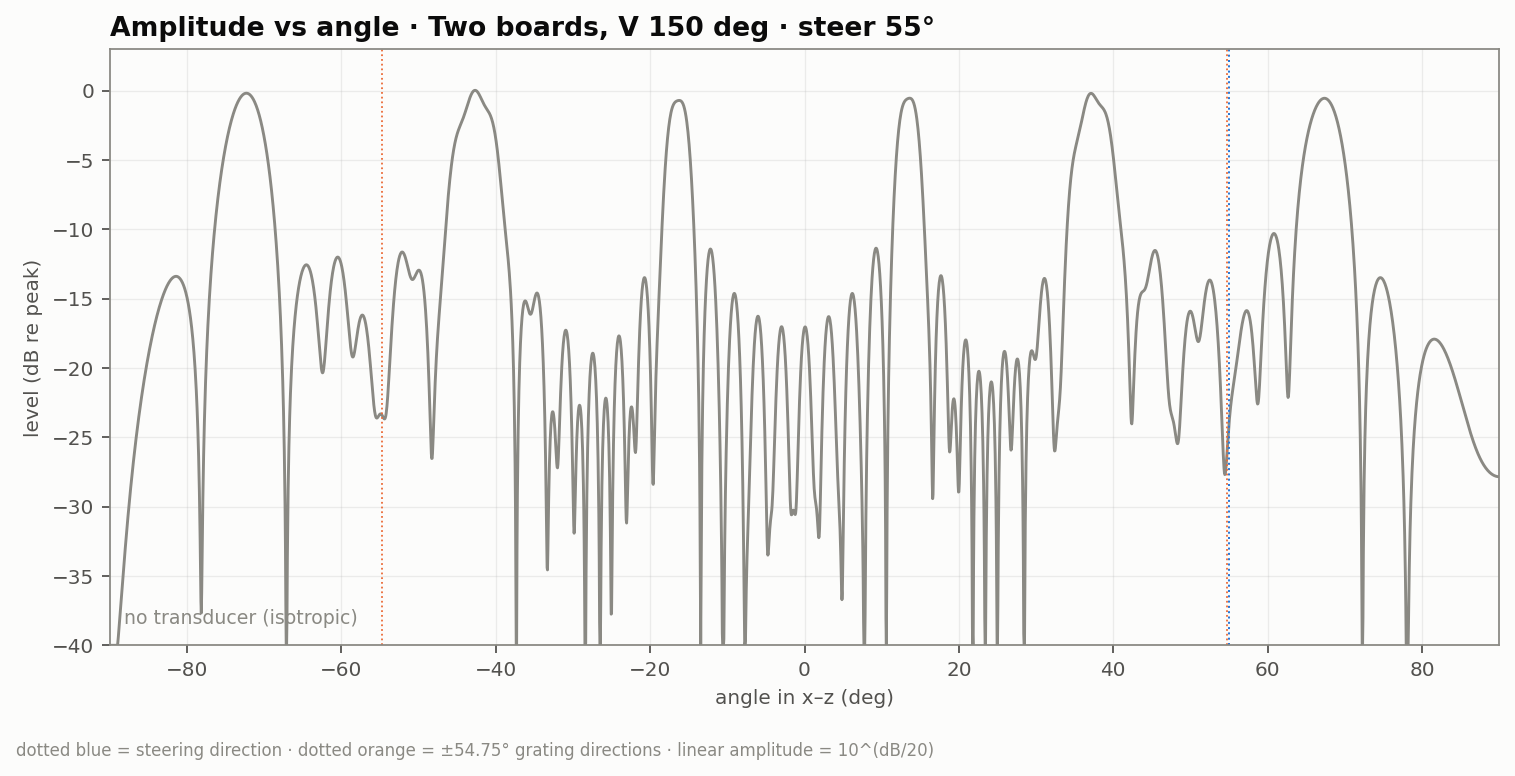 Amplitude vs angle · Two boards, V 150 deg · steer 55°
level (dB re peak)
0
−5
−10
−15
−20
−25
−30
−35
−40
no transducer (isotropic)
−80 −60 −40 −20 0 20 40 60 80
angle in x–z (deg)
dotted blue = steering direction · dotted orange = ±54.75° grating directions · linear amplitude = 10^(dB/20)